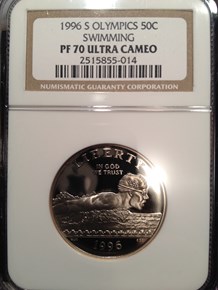 1996 S OLYMPICS 50C
SWIMMING
PF 70 ULTRA CAMEO
2515855-014
NUMISMATIC GUARANTY CORPORATION
LIBERTY
IN GOD
WE TRUST
1996